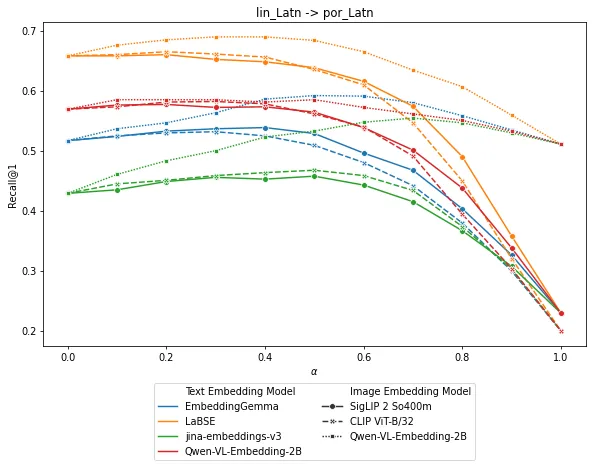 lin_Latn -> por_Latn
0.7
0.6
0.5
0.4
0.3
0.2
Recall@1
0.0 0.2 0.4 0.6 0.8 1.0
α
Text Embedding Model Image Embedding Model
EmbeddingGemma SigLIP 2 So400m
LaBSE CLIP ViT-B/32
jina-embeddings-v3 Qwen-VL-Embedding-2B
Qwen-VL-Embedding-2B